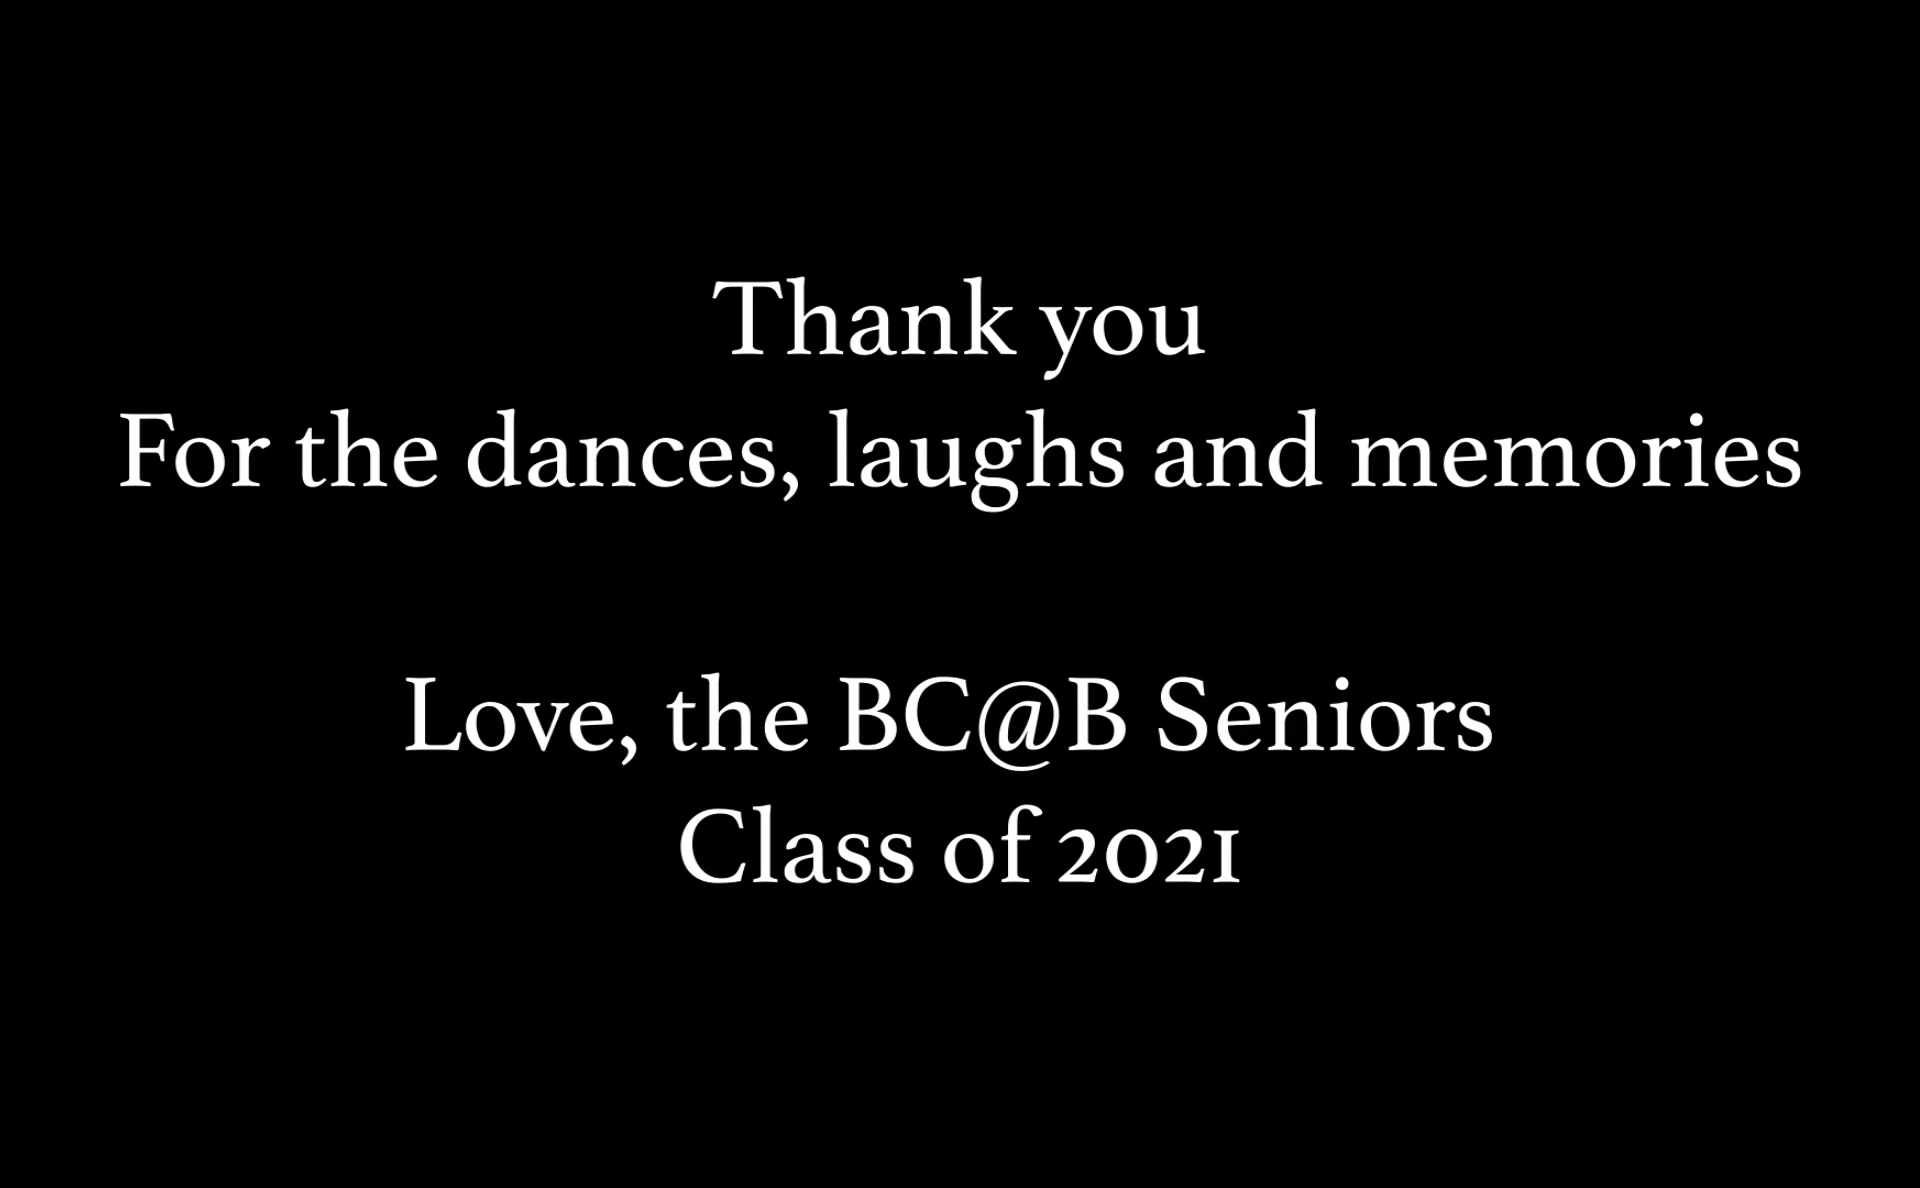 Thank you
For the dances, laughs and memories
Love, the BC@B Seniors
Class of 2021